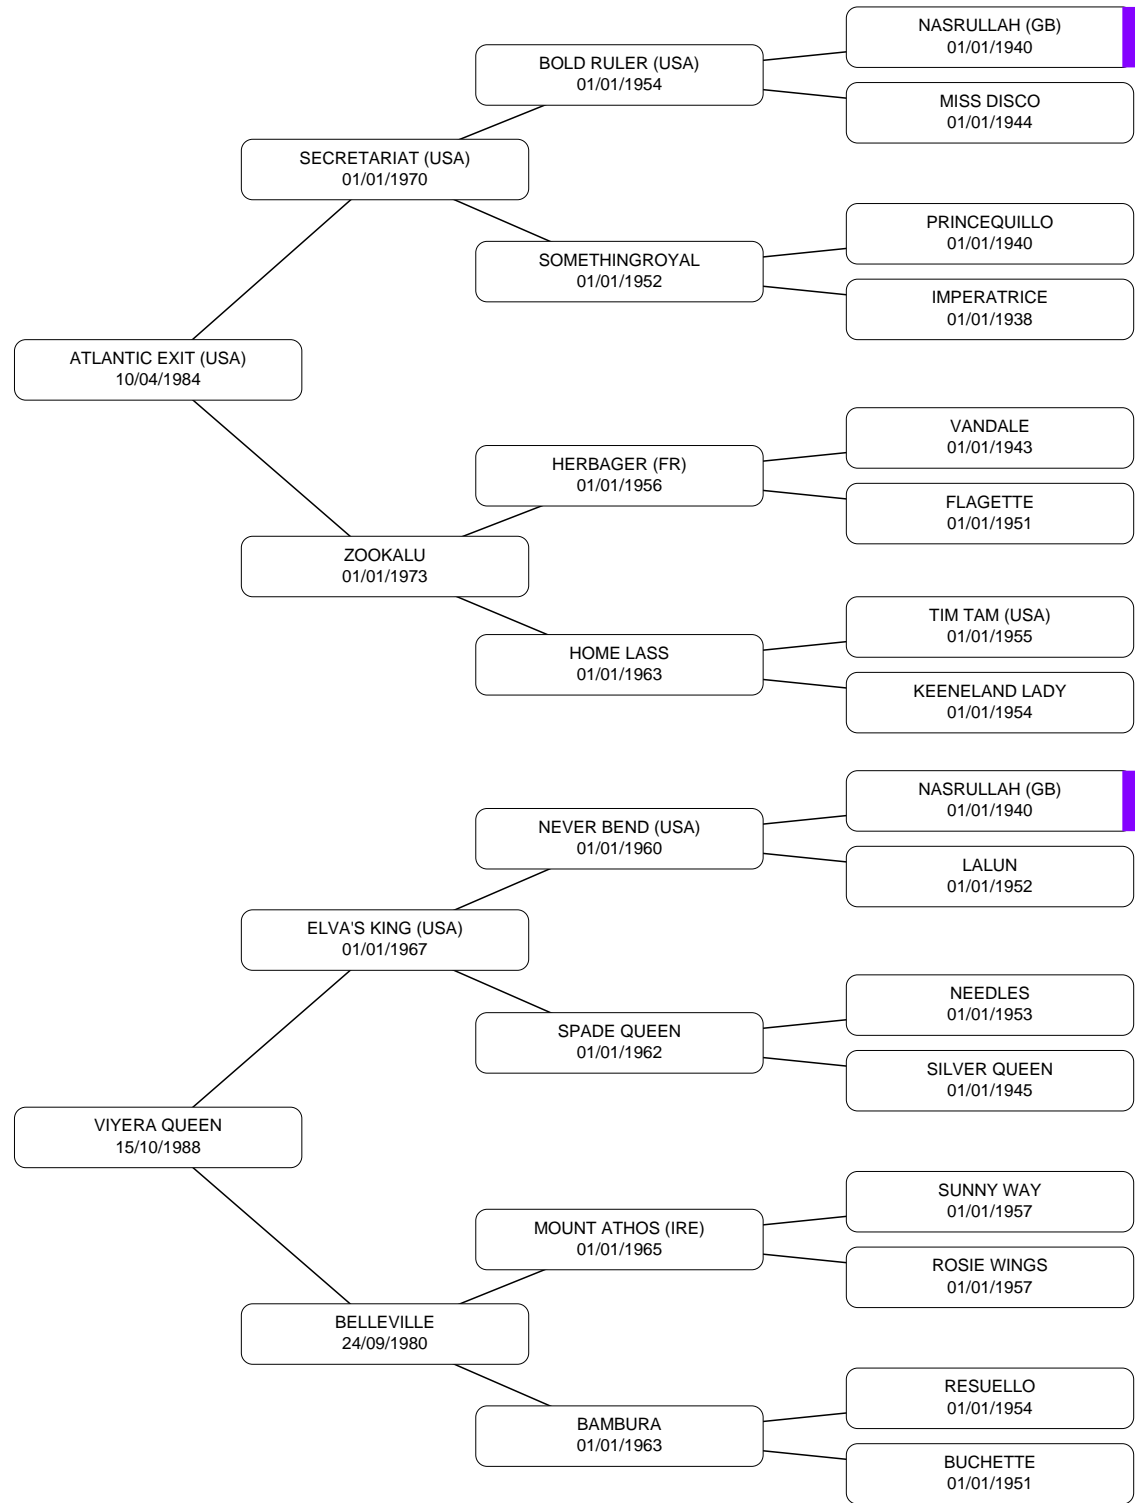 NASRULLAH (GB)
01/01/1940
BOLD RULER (USA)
01/01/1954
MISS DISCO
01/01/1944
SECRETARIAT (USA)
01/01/1970
PRINCEQUILLO
01/01/1940
SOMETHINGROYAL
01/01/1952
IMPERATRICE
01/01/1938
ATLANTIC EXIT (USA)
10/04/1984
VANDALE
01/01/1943
HERBAGER (FR)
01/01/1956
FLAGETTE
01/01/1951
ZOOKALU
01/01/1973
TIM TAM (USA)
01/01/1955
HOME LASS
01/01/1963
KEENELAND LADY
01/01/1954
NASRULLAH (GB)
01/01/1940
NEVER BEND (USA)
01/01/1960
LALUN
01/01/1952
ELVA'S KING (USA)
01/01/1967
NEEDLES
01/01/1953
SPADE QUEEN
01/01/1962
SILVER QUEEN
01/01/1945
VIYERA QUEEN
15/10/1988
SUNNY WAY
01/01/1957
MOUNT ATHOS (IRE)
01/01/1965
ROSIE WINGS
01/01/1957
BELLEVILLE
24/09/1980
RESUELLO
01/01/1954
BAMBURA
01/01/1963
BUCHETTE
01/01/1951